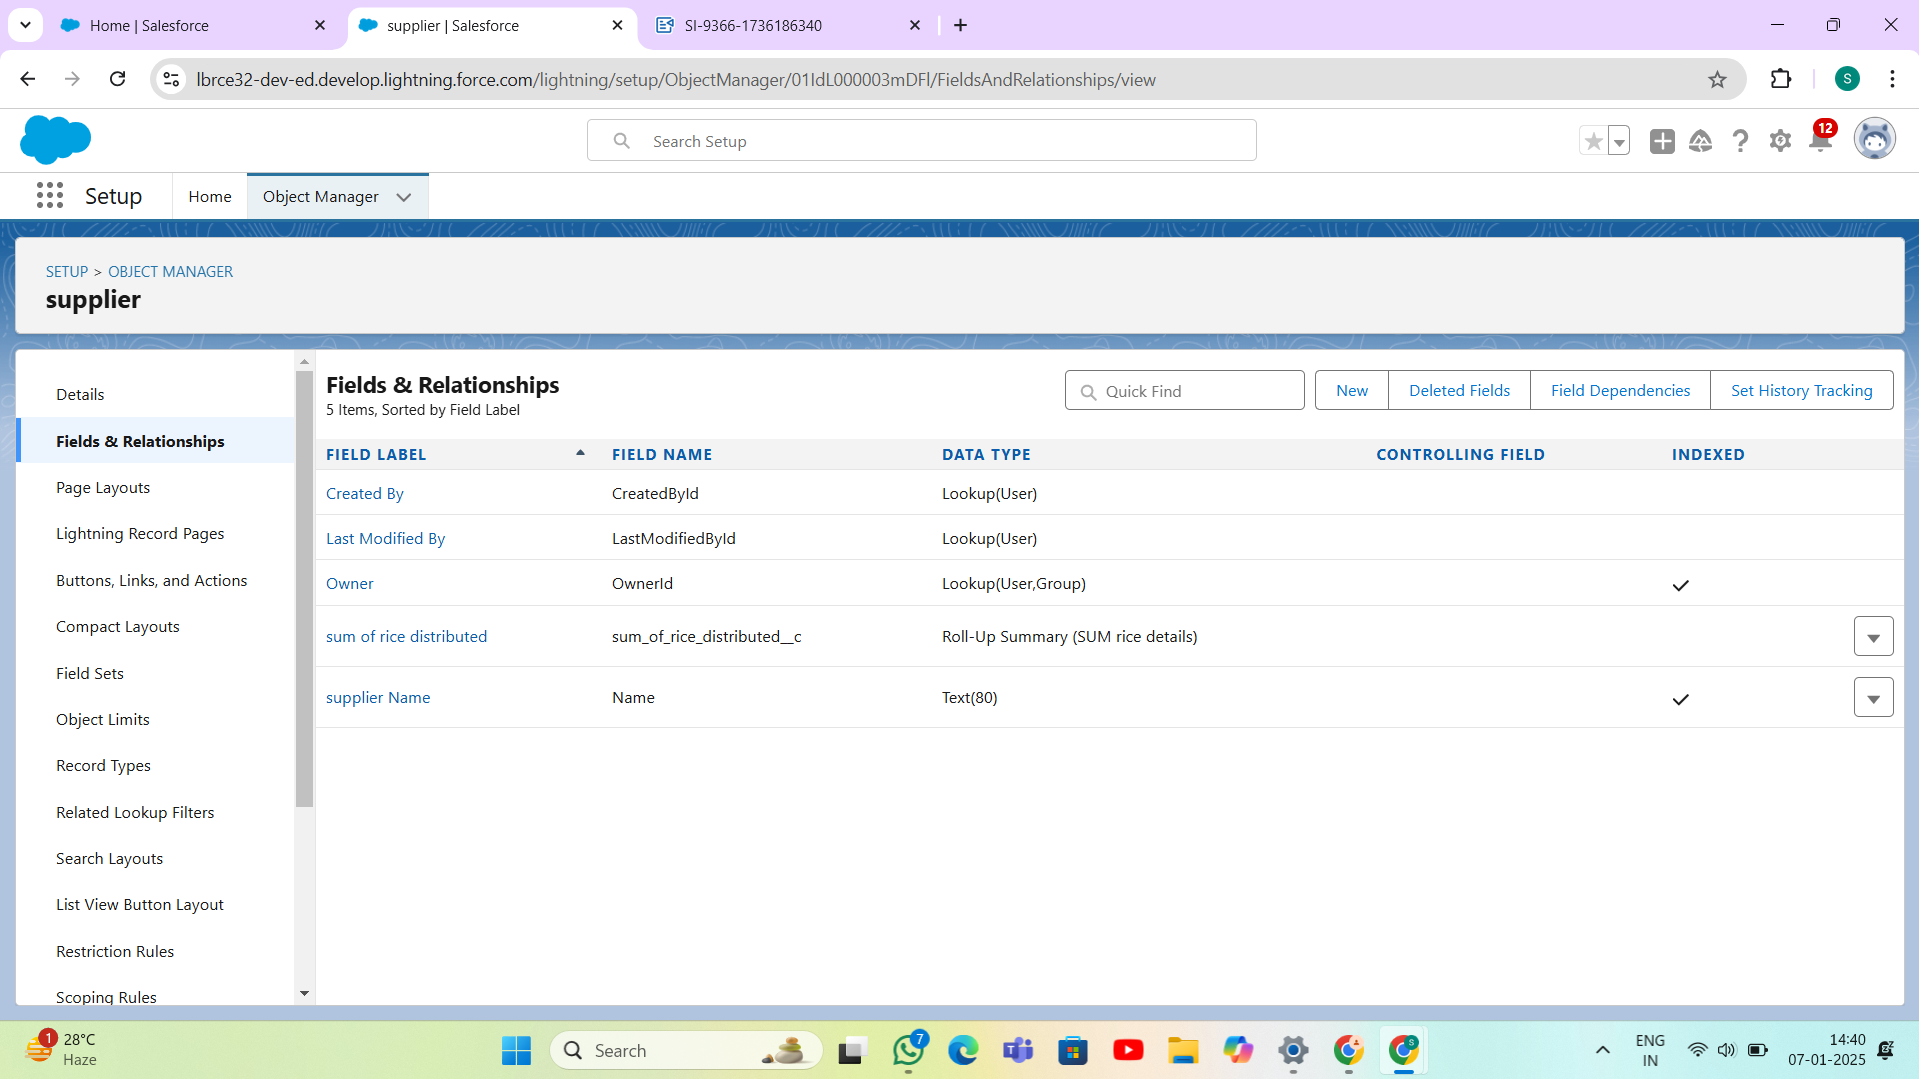 Home | Salesforce
supplier | Salesforce
SI-9366-1736186340
lbrce32-dev-ed.develop.lightning.force.com/lightning/setup/ObjectManager/01IdL000003mDFl/FieldsAndRelationships/view
S
Search Setup
12
Setup
Home
Object Manager
SETUP > OBJECT MANAGER
supplier
Details
Fields & Relationships
Page Layouts
Lightning Record Pages
Buttons, Links, and Actions
Compact Layouts
Field Sets
Object Limits
Record Types
Related Lookup Filters
Search Layouts
List View Button Layout
Restriction Rules
Scoping Rules
Fields & Relationships
5 Items, Sorted by Field Label
Quick Find
New
Deleted Fields
Field Dependencies
Set History Tracking
FIELD LABEL FIELD NAME DATA TYPE CONTROLLING FIELD INDEXED
Created By CreatedById Lookup(User)
Last Modified By LastModifiedById Lookup(User)
Owner OwnerId Lookup(User,Group)
sum of rice distributed sum_of_rice_distributed__c Roll-Up Summary (SUM rice details)
supplier Name Name Text(80)
1
28°C
Haze
Search
7
S
ENG
IN
14:40
07-01-2025